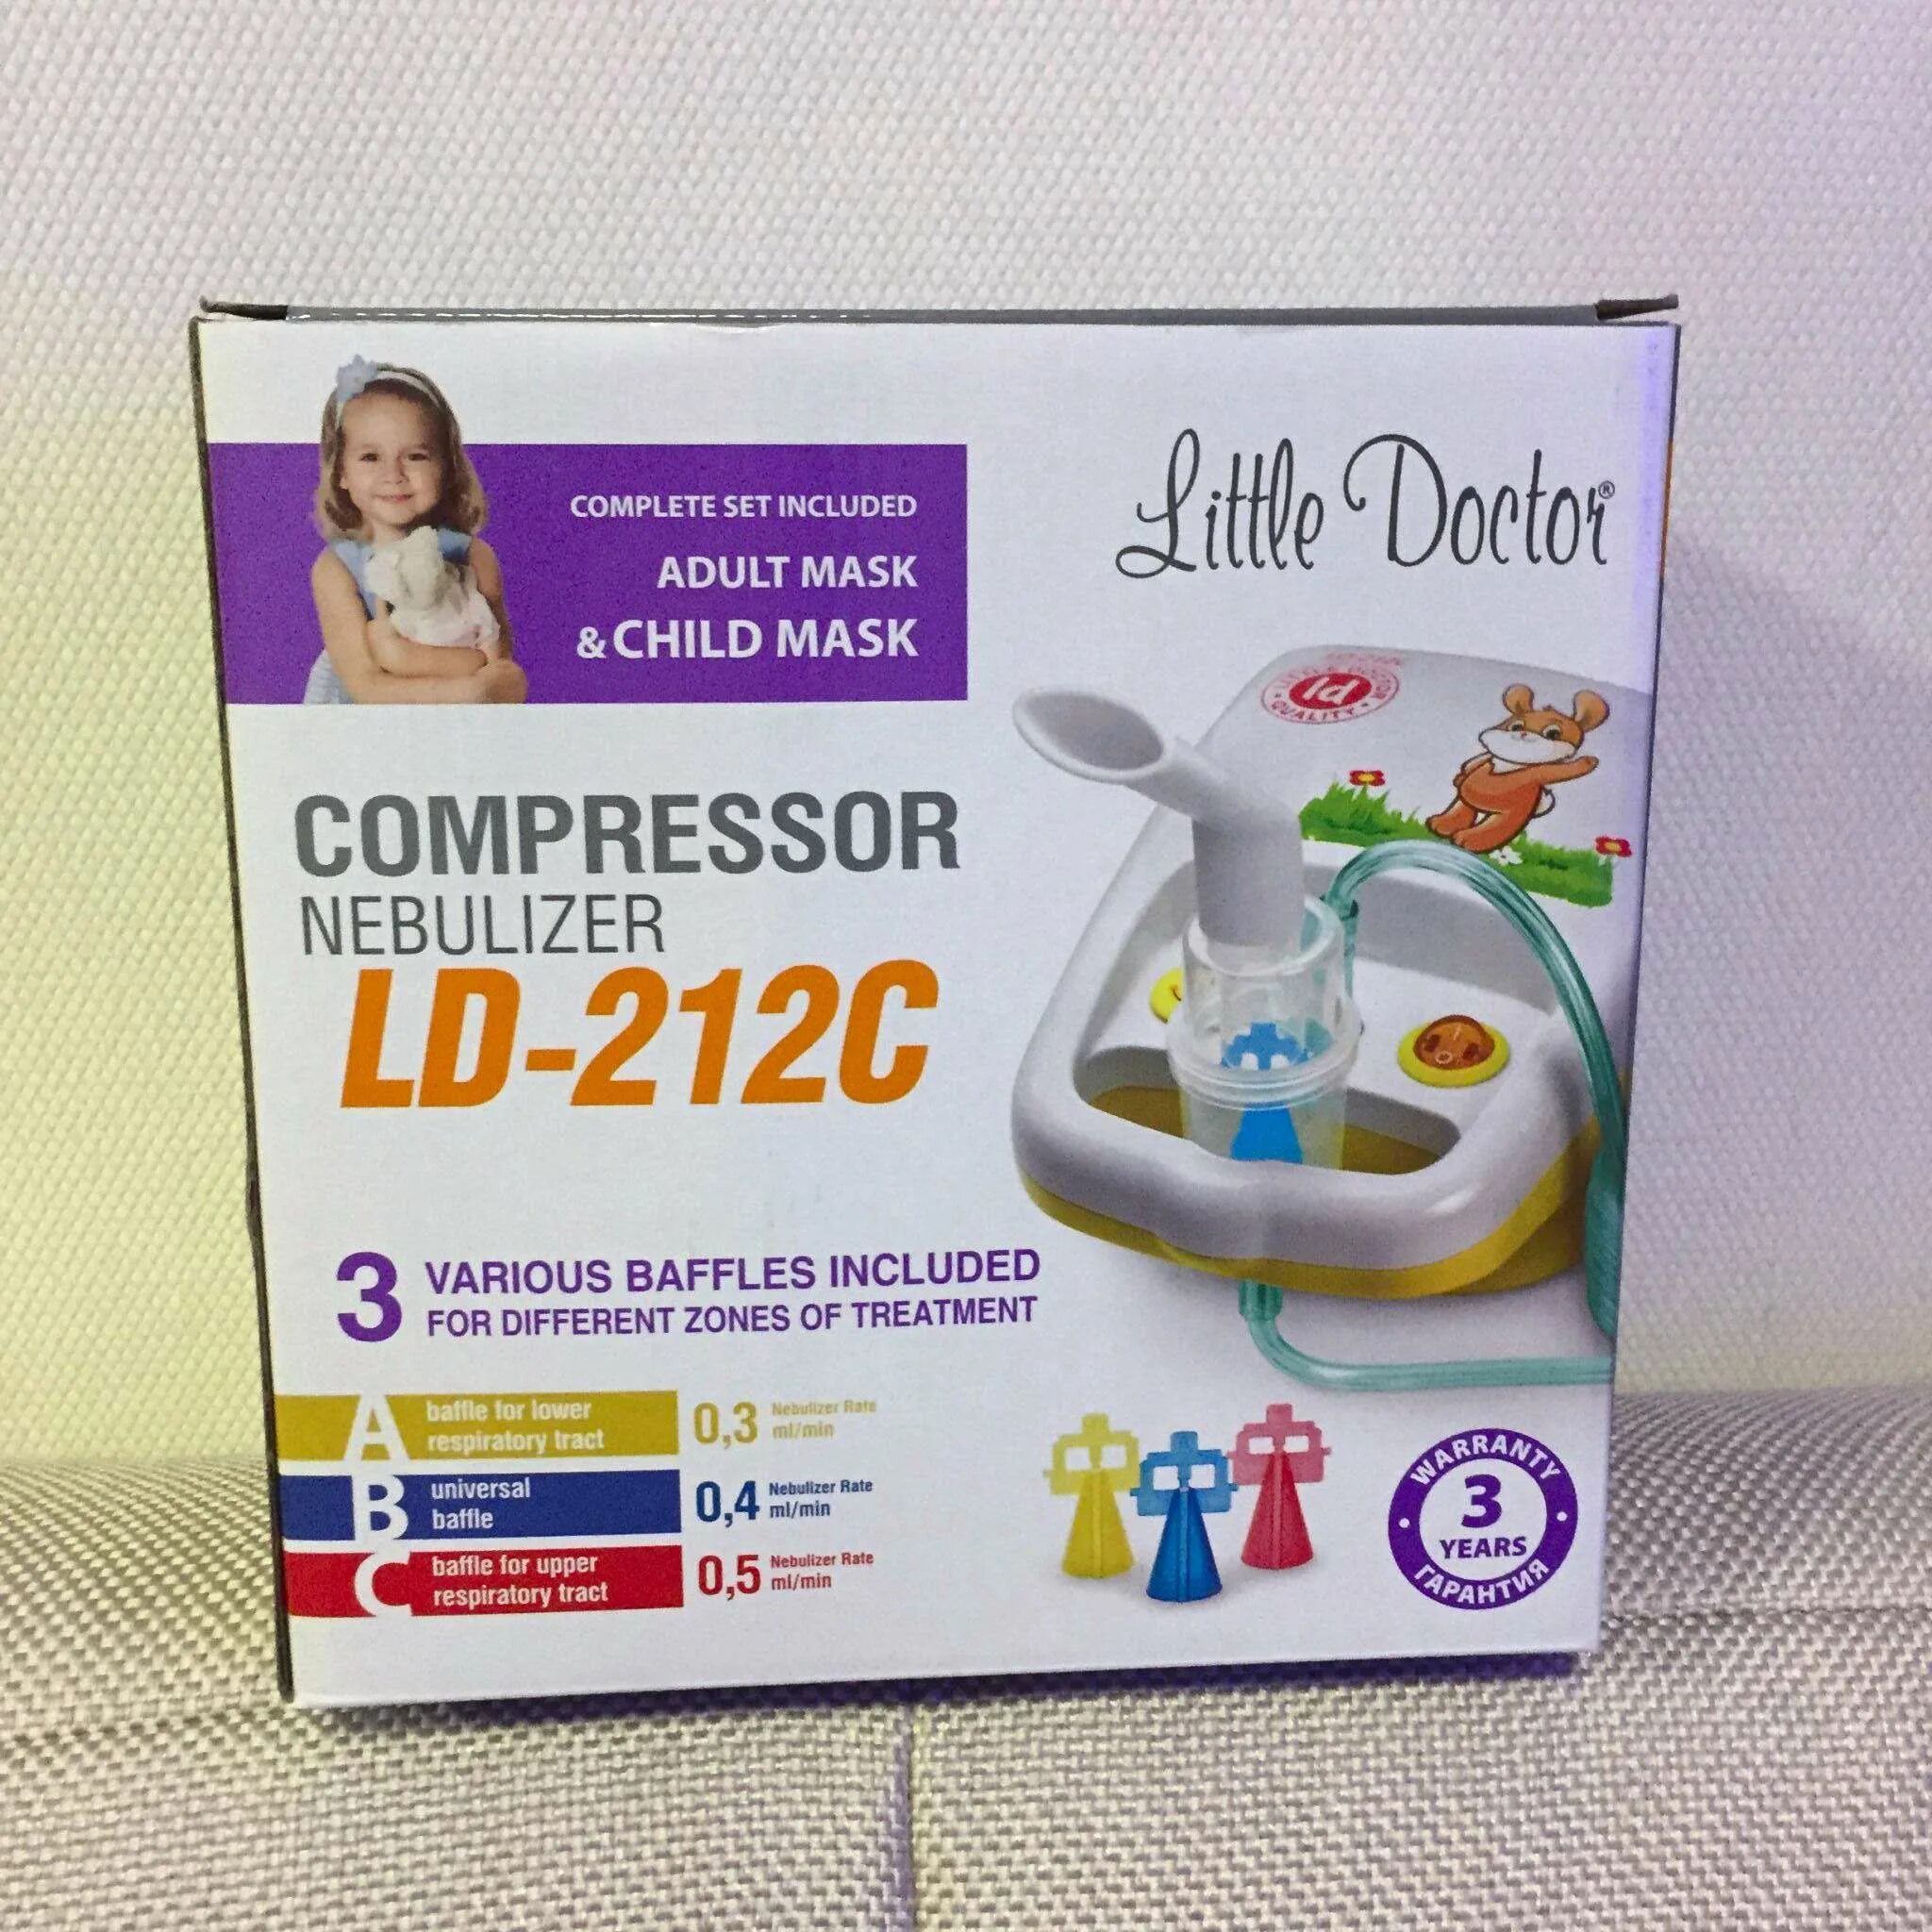 COMPLETE SET INCLUDED
ADULT MASK
& CHILD MASK
Little Doctor®
COMPRESSOR
NEBULIZER
LD-212C
ld
QUALITY
3 VARIOUS BAFFLES INCLUDED
FOR DIFFERENT ZONES OF TREATMENT
A baffle for lower
respiratory tract
0,3 Nebulizer Rate
ml/min
B universal
baffle
0,4 Nebulizer Rate
ml/min
C baffle for upper
respiratory tract
0,5 Nebulizer Rate
ml/min
WARRANTY
3
YEARS
ГАРАНТИЯ